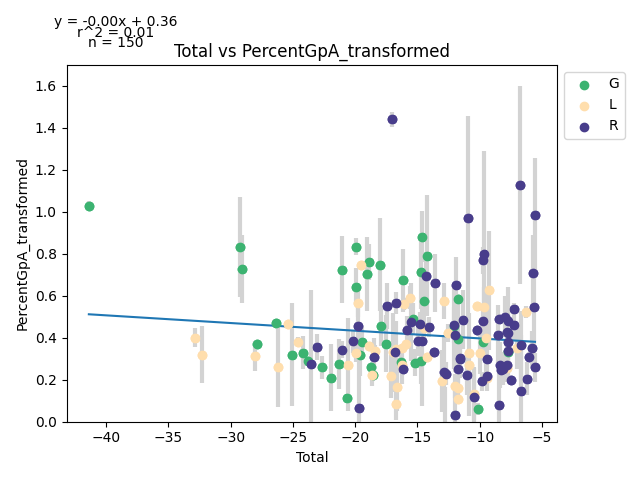 y = -0.00x + 0.36
r^2 = 0.01
n = 150
Total vs PercentGpA_transformed
G
L
R
PercentGpA_transformed
1.6
1.4
1.2
1.0
0.8
0.6
0.4
0.2
0.0
−40 −35 −30 −25 −20 −15 −10 −5
Total